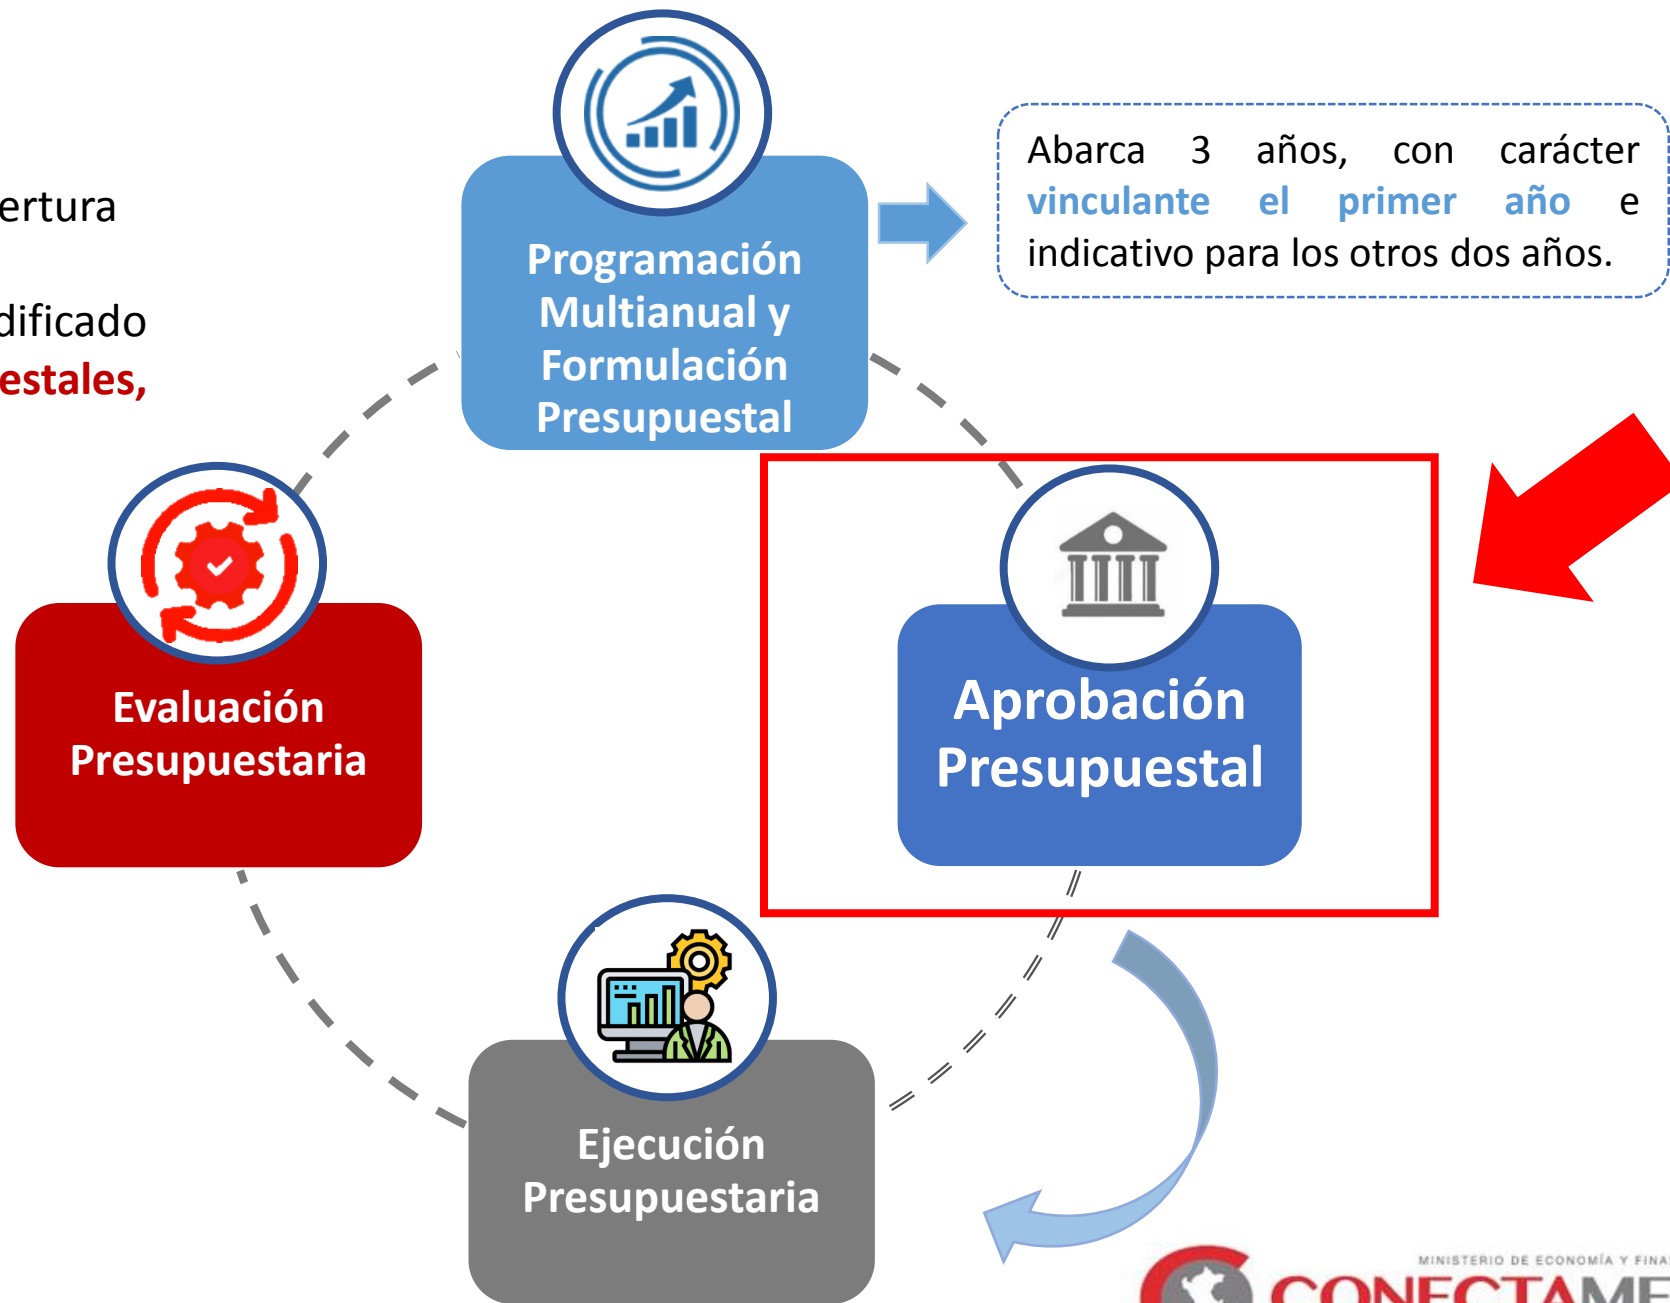 Programación
Multianual y
Formulación
Presupuestal
Abarca 3 años, con carácter
vinculante el primer año e
indicativo para los otros dos años.
ertura
dificado
estales,
Evaluación
Presupuestaria
Aprobación
Presupuestal
Ejecución
Presupuestaria
MINISTERIO DE ECONOMÍA Y FINA
CONECTAME